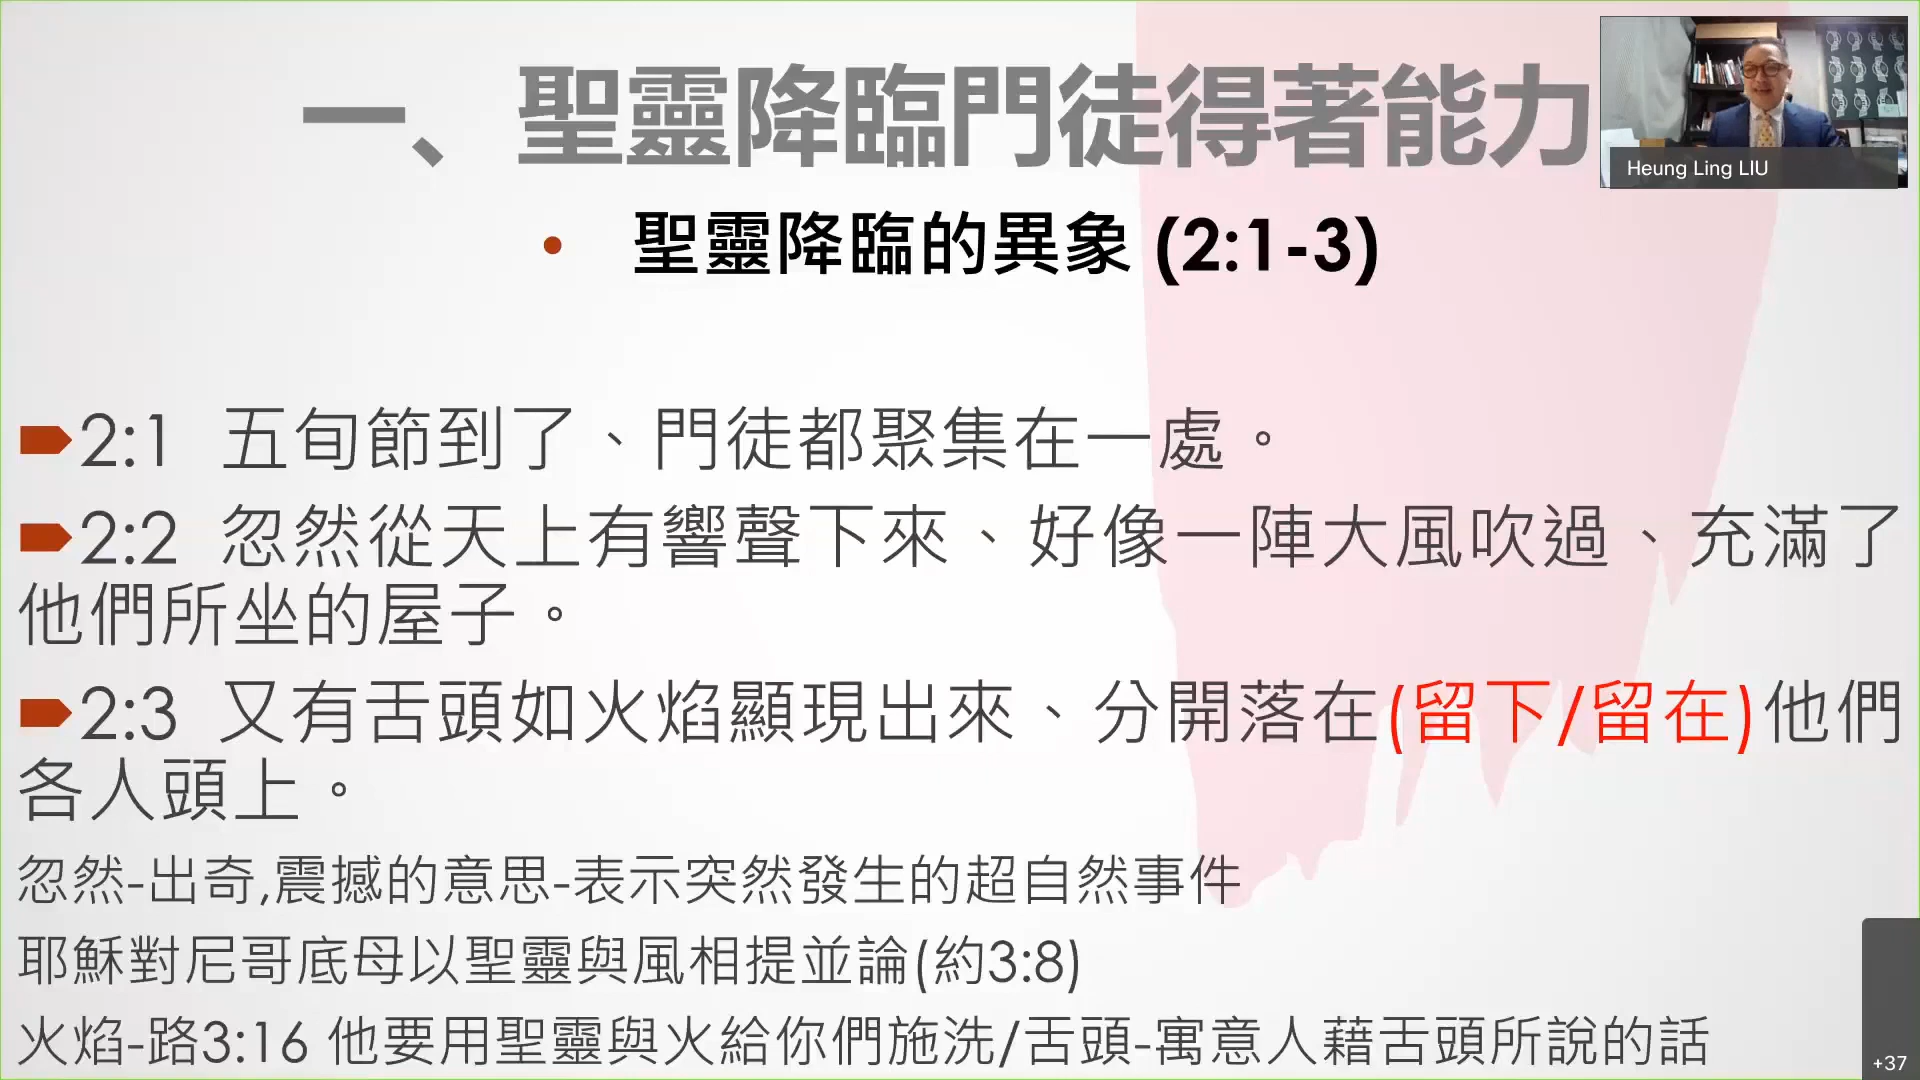 一、聖靈降臨門徒得著能力
Heung Ling LIU
• 聖靈降臨的異象 (2:1-3)
2:1 五旬節到了、門徒都聚集在一處。
2:2 忽然從天上有響聲下來、好像一陣大風吹過、充滿了
他們所坐的屋子。
2:3 又有舌頭如火焰顯現出來、分開落在(留下/留在)他們
各人頭上。
忽然-出奇,震撼的意思-表示突然發生的超自然事件
耶穌對尼哥底母以聖靈與風相提並論(約3:8)
火焰-路3:16 他要用聖靈與火給你們施洗/舌頭-寓意人藉舌頭所說的話
+37